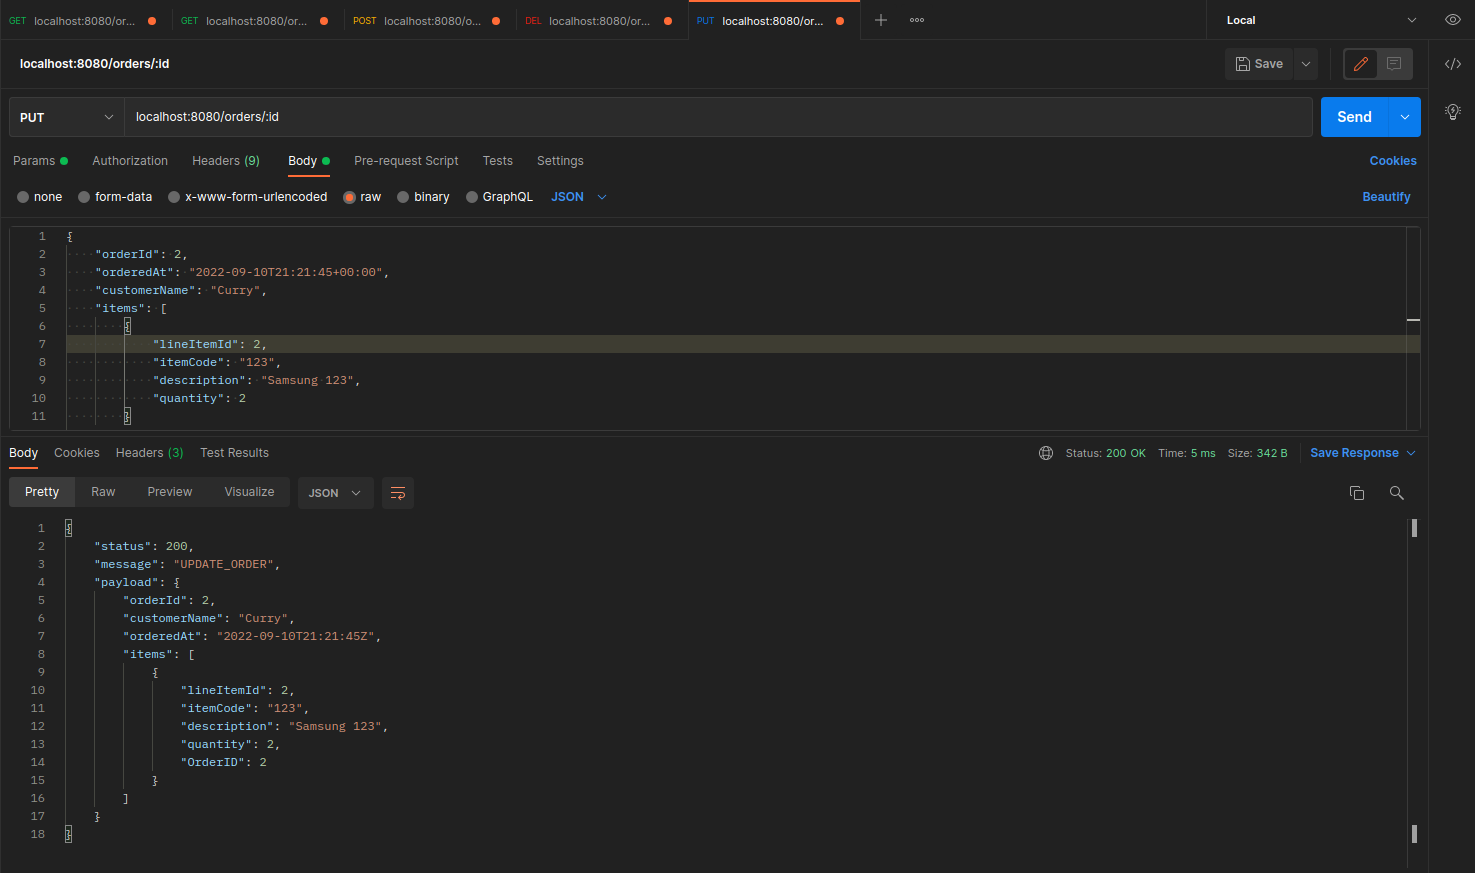 GET localhost:8080/or... GET localhost:8080/or... POST localhost:8080/o... DEL localhost:8080/or... PUT localhost:8080/or... Local
localhost:8080/orders/:id Save
PUT localhost:8080/orders/:id Send
Params Authorization Headers (9) Body Pre-request Script Tests Settings Cookies
none form-data x-www-form-urlencoded raw binary GraphQL JSON Beautify
1 {
2 "orderId": 2,
3 "orderedAt": "2022-09-10T21:21:45+00:00",
4 "customerName": "Curry",
5 "items": [
6 {
7 "lineItemId": 2,
8 "itemCode": "123",
9 "description": "Samsung 123",
10 "quantity": 2
11 }
Body Cookies Headers (3) Test Results Status: 200 OK Time: 5 ms Size: 342 B Save Response
Pretty Raw Preview Visualize JSON
1 {
2 "status": 200,
3 "message": "UPDATE_ORDER",
4 "payload": {
5 "orderId": 2,
6 "customerName": "Curry",
7 "orderedAt": "2022-09-10T21:21:45Z",
8 "items": [
9 {
10 "lineItemId": 2,
11 "itemCode": "123",
12 "description": "Samsung 123",
13 "quantity": 2,
14 "OrderID": 2
15 }
16 ]
17 }
18 }